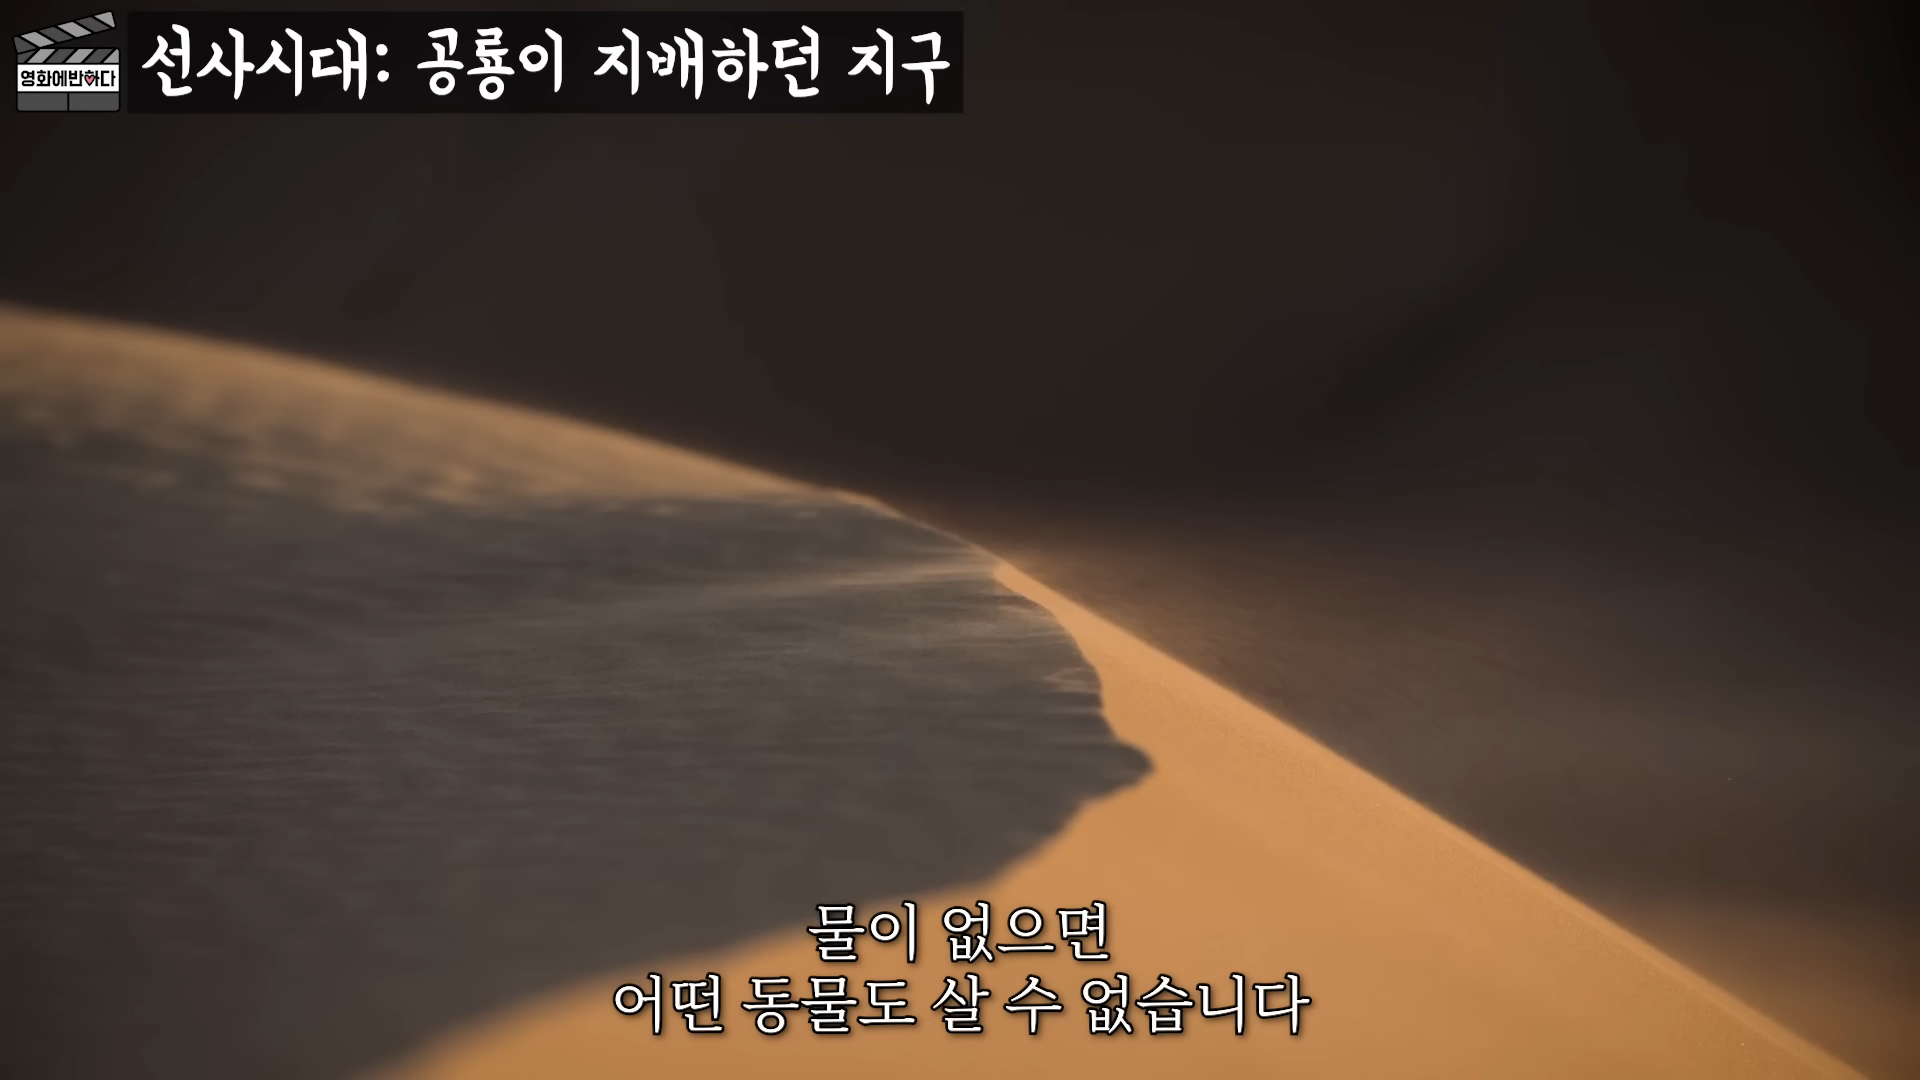 영화에반하다
선사시대: 공룡이 지배하던 지구
물이 없으면
어떤 동물도 살 수 없습니다